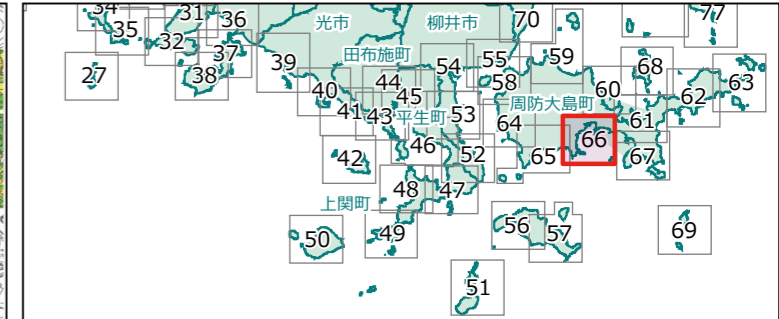 34 31 36 光市 柳井市 70 77
35 32 37 39 田布施町 54 55 59 68
27 38 40 44 58 60 62 63
41 43 45 平生町 53 周防大島町 61
42 46 52 64 65 66 67
上関町 48 47
50 49 56 57 69
51